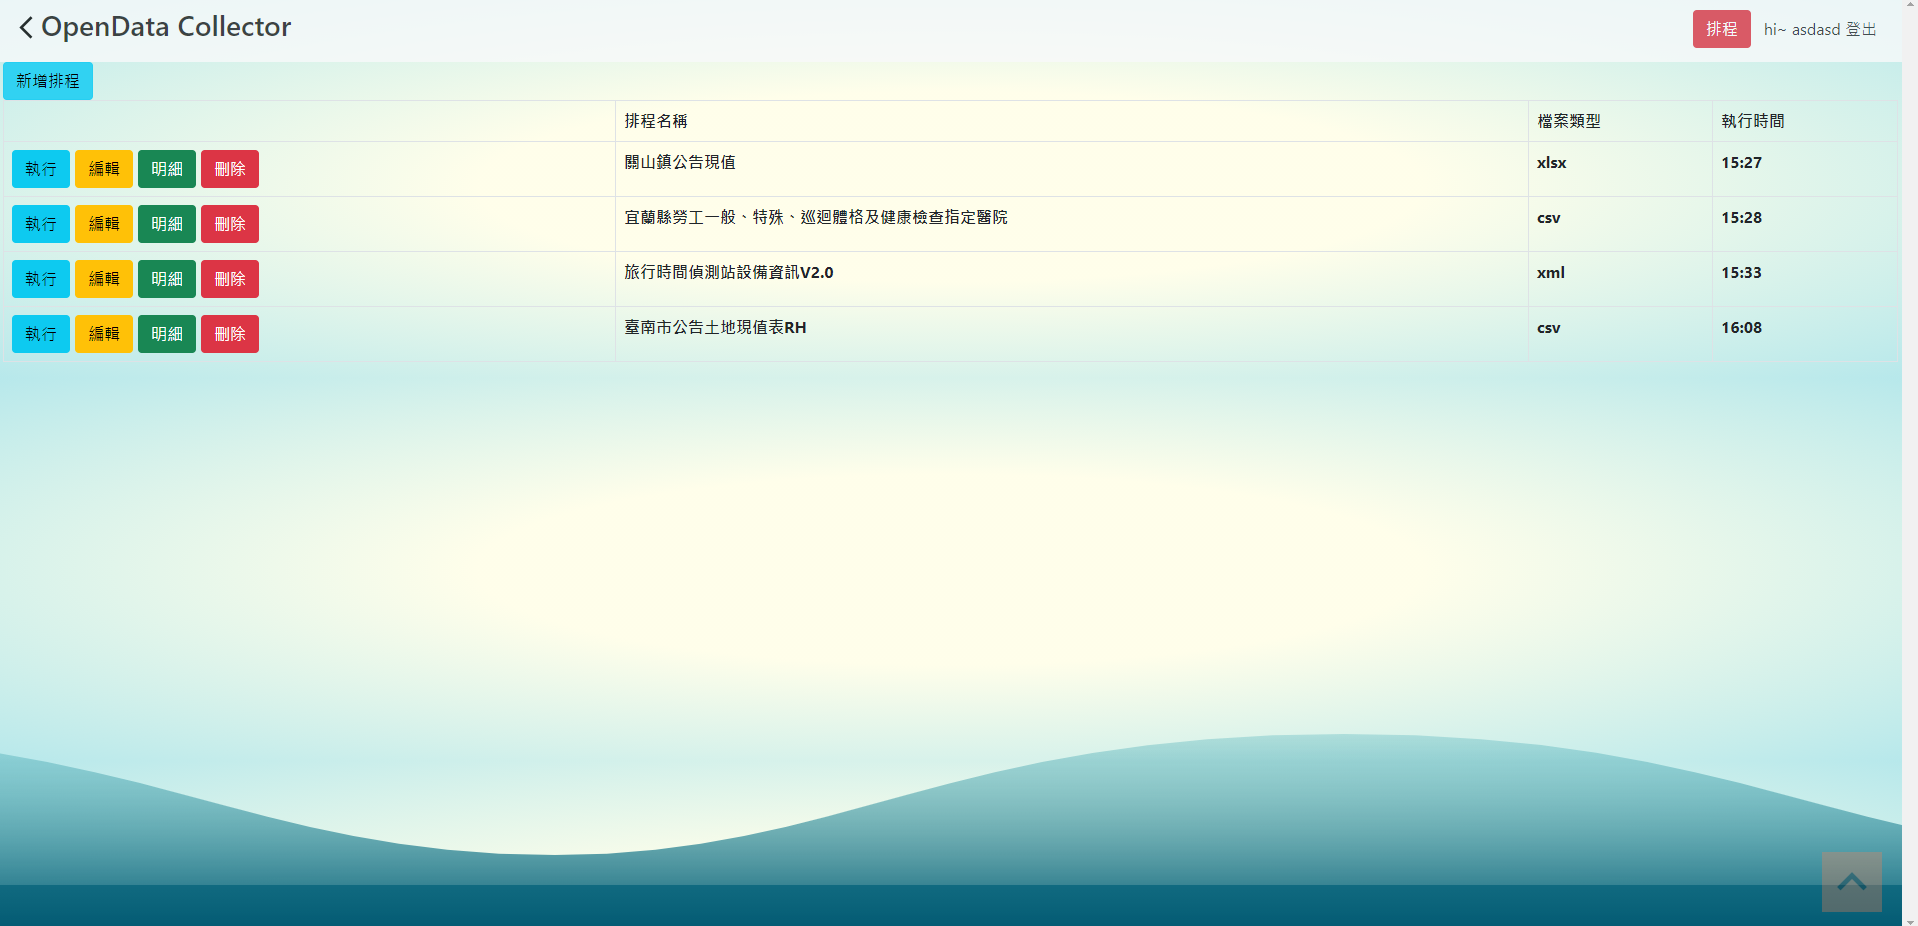 OpenData Collector
排程 hi~ asdasd 登出
新增排程
排程名稱 檔案類型 執行時間
執行 編輯 明細 刪除 關山鎮公告現值 xlsx 15:27
執行 編輯 明細 刪除 宜蘭縣勞工一般、特殊、巡迴體格及健康檢查指定醫院 csv 15:28
執行 編輯 明細 刪除 旅行時間偵測站設備資訊V2.0 xml 15:33
執行 編輯 明細 刪除 臺南市公告土地現值表RH csv 16:08